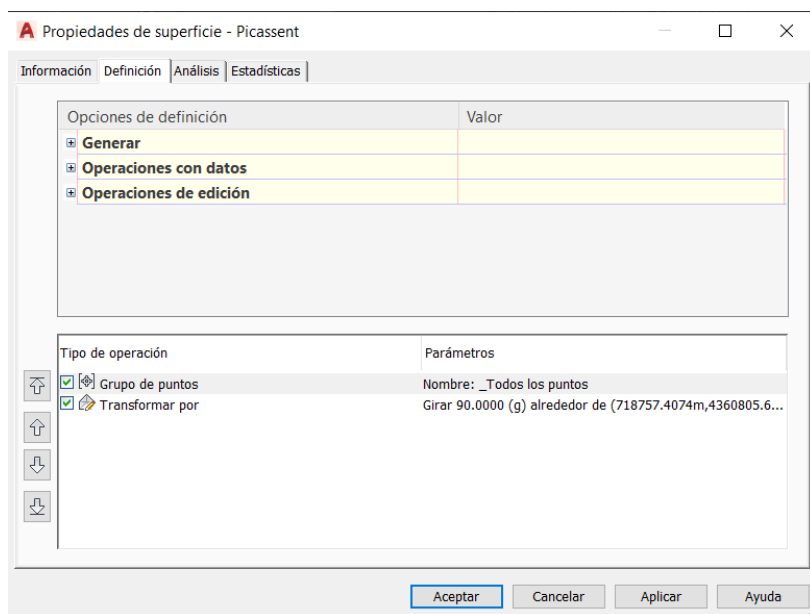 Propiedades de superficie - Picassent
Información Definición Análisis Estadísticas
Opciones de definición Valor
Generar
Operaciones con datos
Operaciones de edición
Tipo de operación Parámetros
Grupo de puntos Nombre: _Todos los puntos
Transformar por Girar 90.0000 (g) alrededor de (718757.4074m,4360805.6...
Aceptar Cancelar Aplicar Ayuda